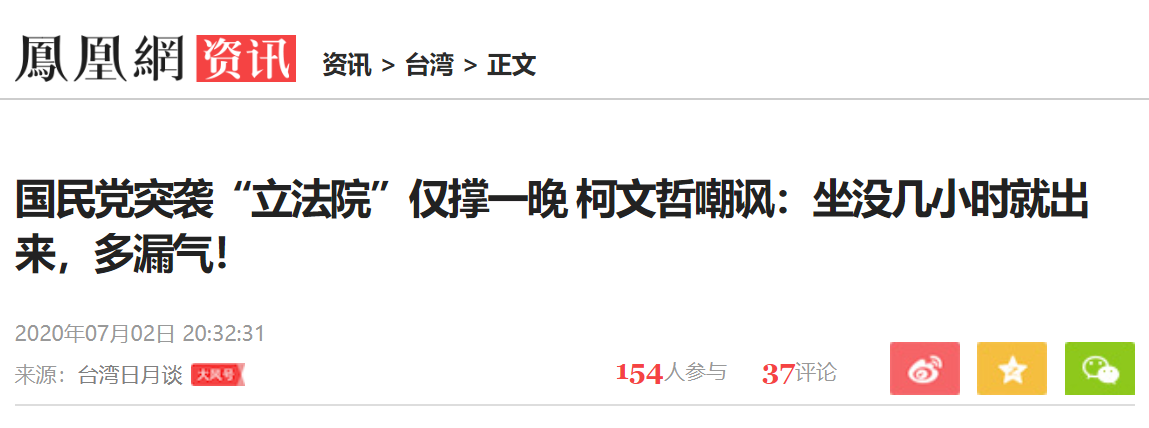 鳳凰網 资讯 资讯 > 台湾 > 正文
国民党突袭“立法院”仅撑一晚 柯文哲嘲讽：坐没几小时就出
来，多漏气！
2020年07月02日 20:32:31
来源：台湾日月谈 大风号 154人参与 37评论